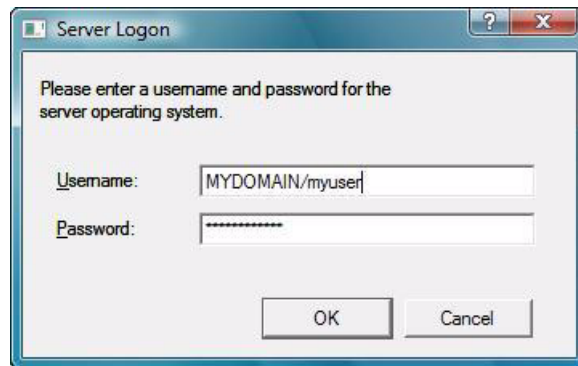 Server Logon
Please enter a username and password for the
server operating system.
Username: MYDOMAIN/myuser
Password: ************
OK Cancel